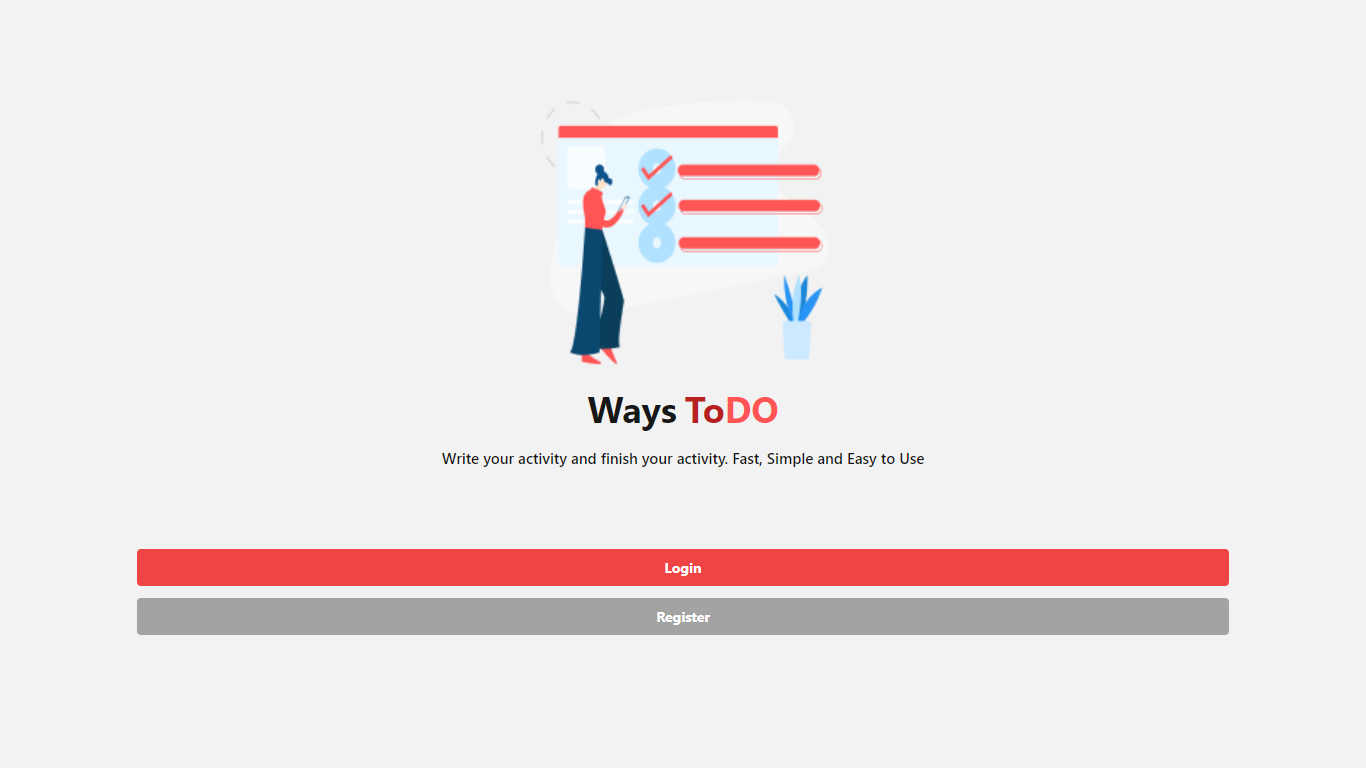 Ways ToDO
Write your activity and finish your activity. Fast, Simple and Easy to Use
Login
Register